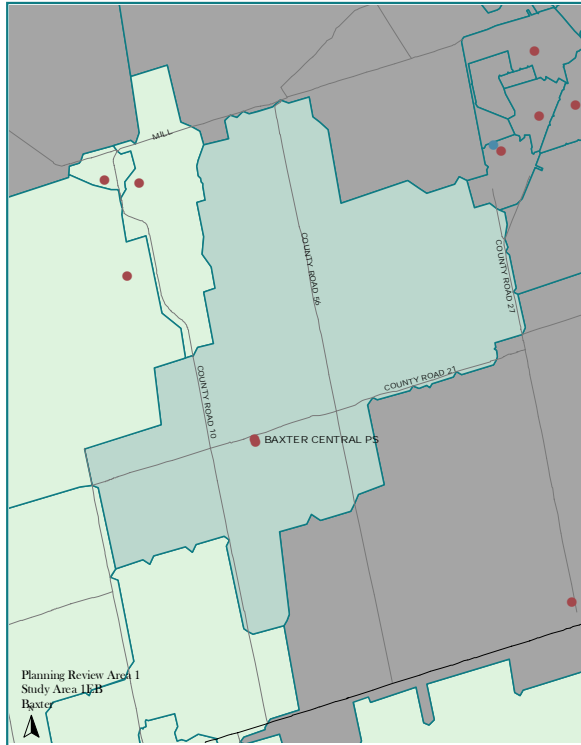 MILL
COUNTY ROAD 56
COUNTY ROAD 27
COUNTY ROAD 21
COUNTY ROAD 10
BAXTER CENTRAL PS
Planning Review Area 1
Study Area 1EB
Baxter
N